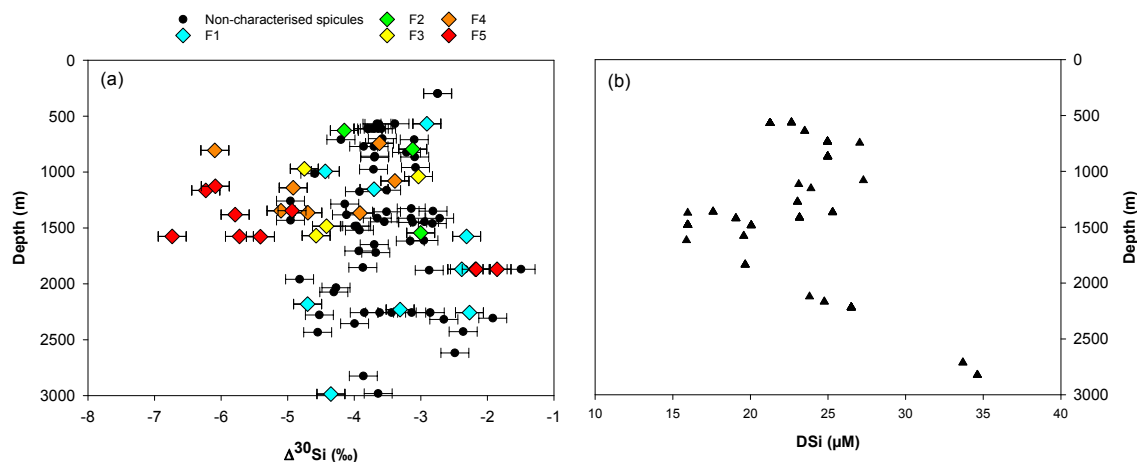 Non-characterised spicules F2 F4
F1 F3 F5
(a)
0
500
1000
1500
2000
2500
3000
Depth (m)
-8 -7 -6 -5 -4 -3 -2 -1
Δ30Si (‰)
(b)
0
500
1000
1500
2000
2500
3000
Depth (m)
10 15 20 25 30 35 40
DSi (µM)